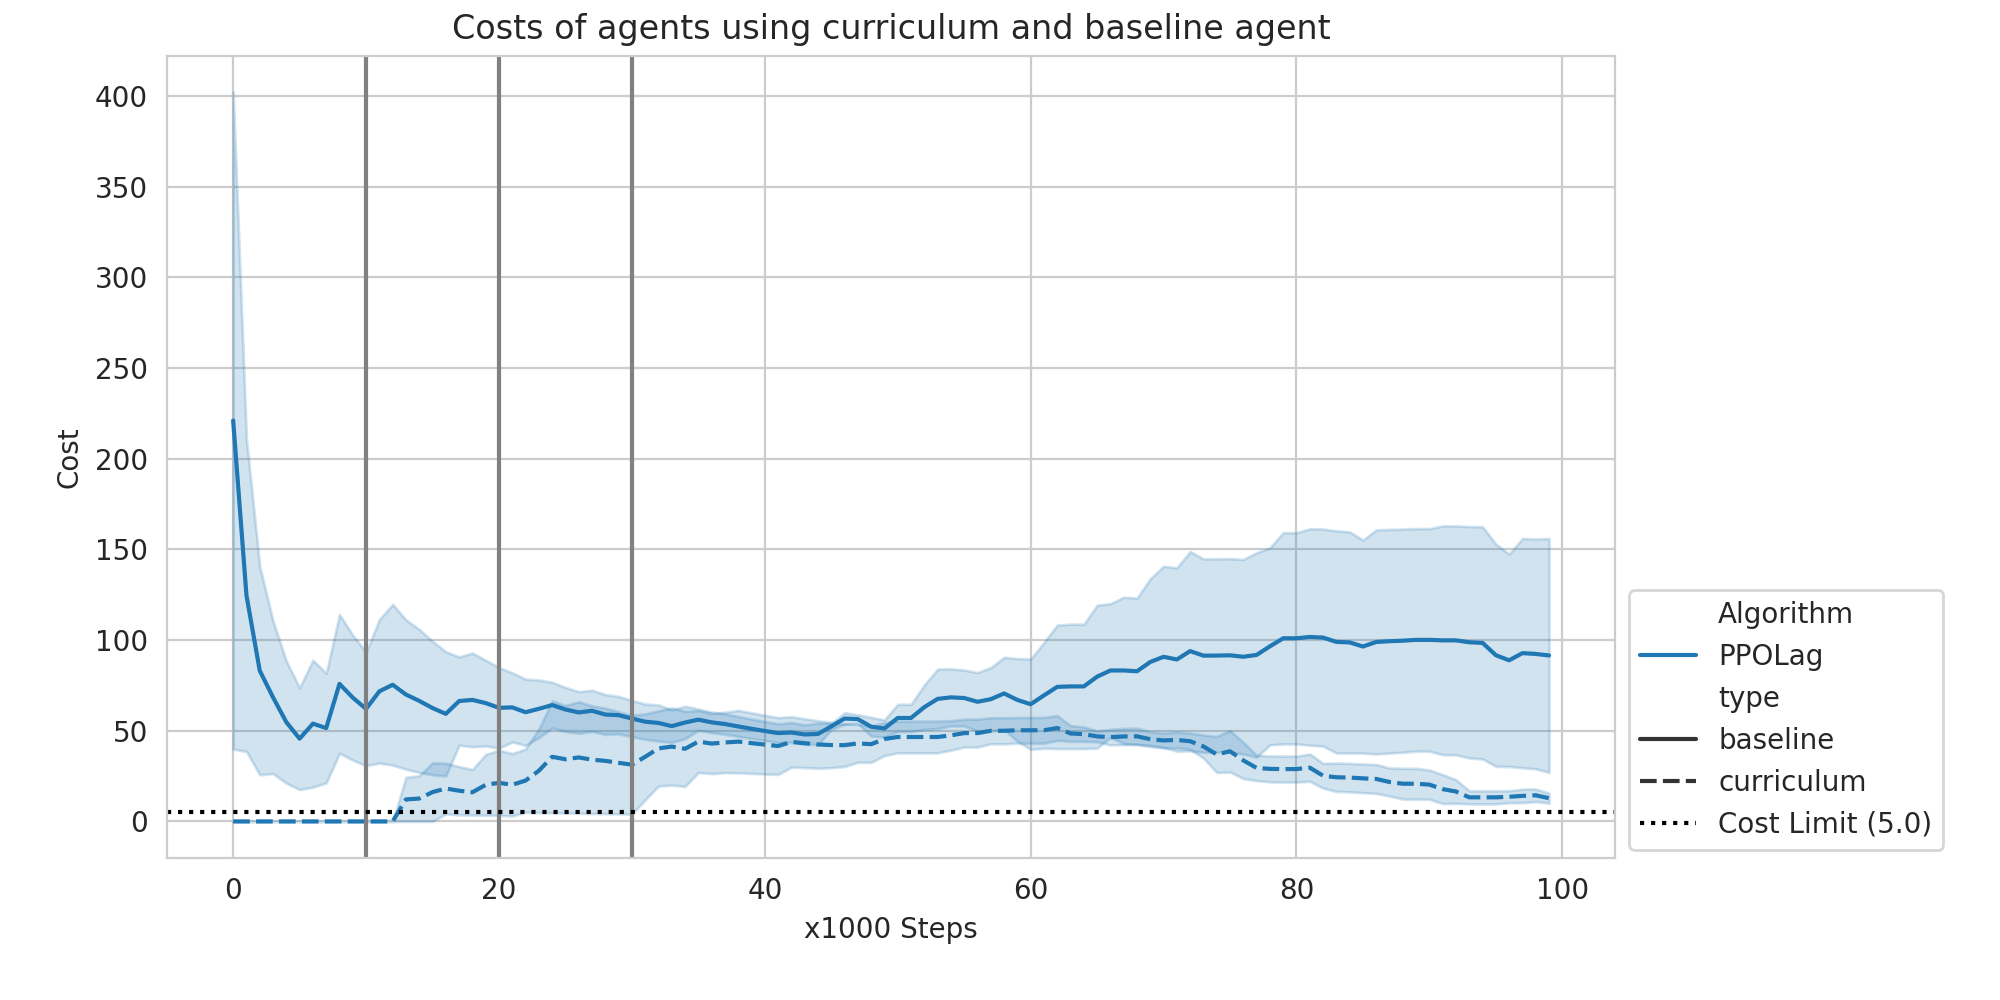 Costs of agents using curriculum and baseline agent
400
350
300
250
200
150
100
50
0
Cost
0 20 40 60 80 100
x1000 Steps
Algorithm
PPOLag
type
baseline
curriculum
Cost Limit (5.0)